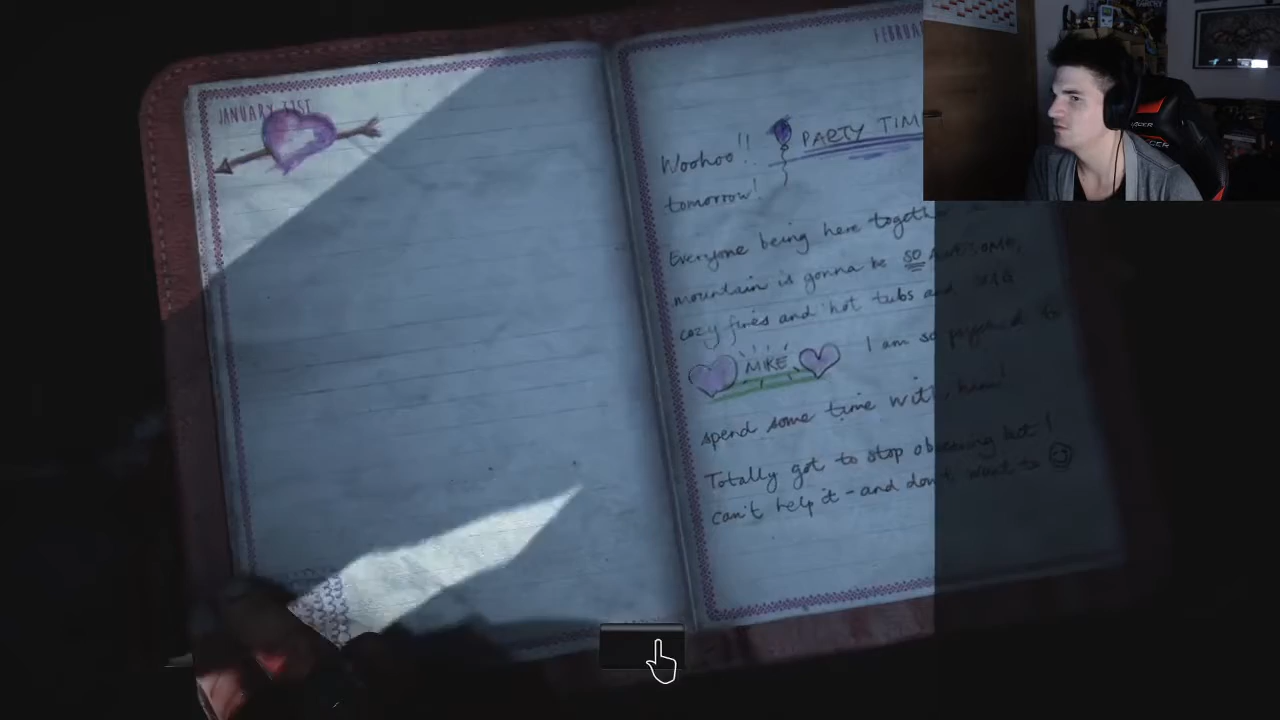 JANUARY 31ST
FEBRUA
Woohoo!! PARTY TIM
tomorrow!
Everyone being here togeth
mountain is gonna be SO AWESOME,
cozy fires and hot tubs and
MIKE I am so to
spend some time with him!
Totally got to stop obsessing but I
can't help it - and don't want to